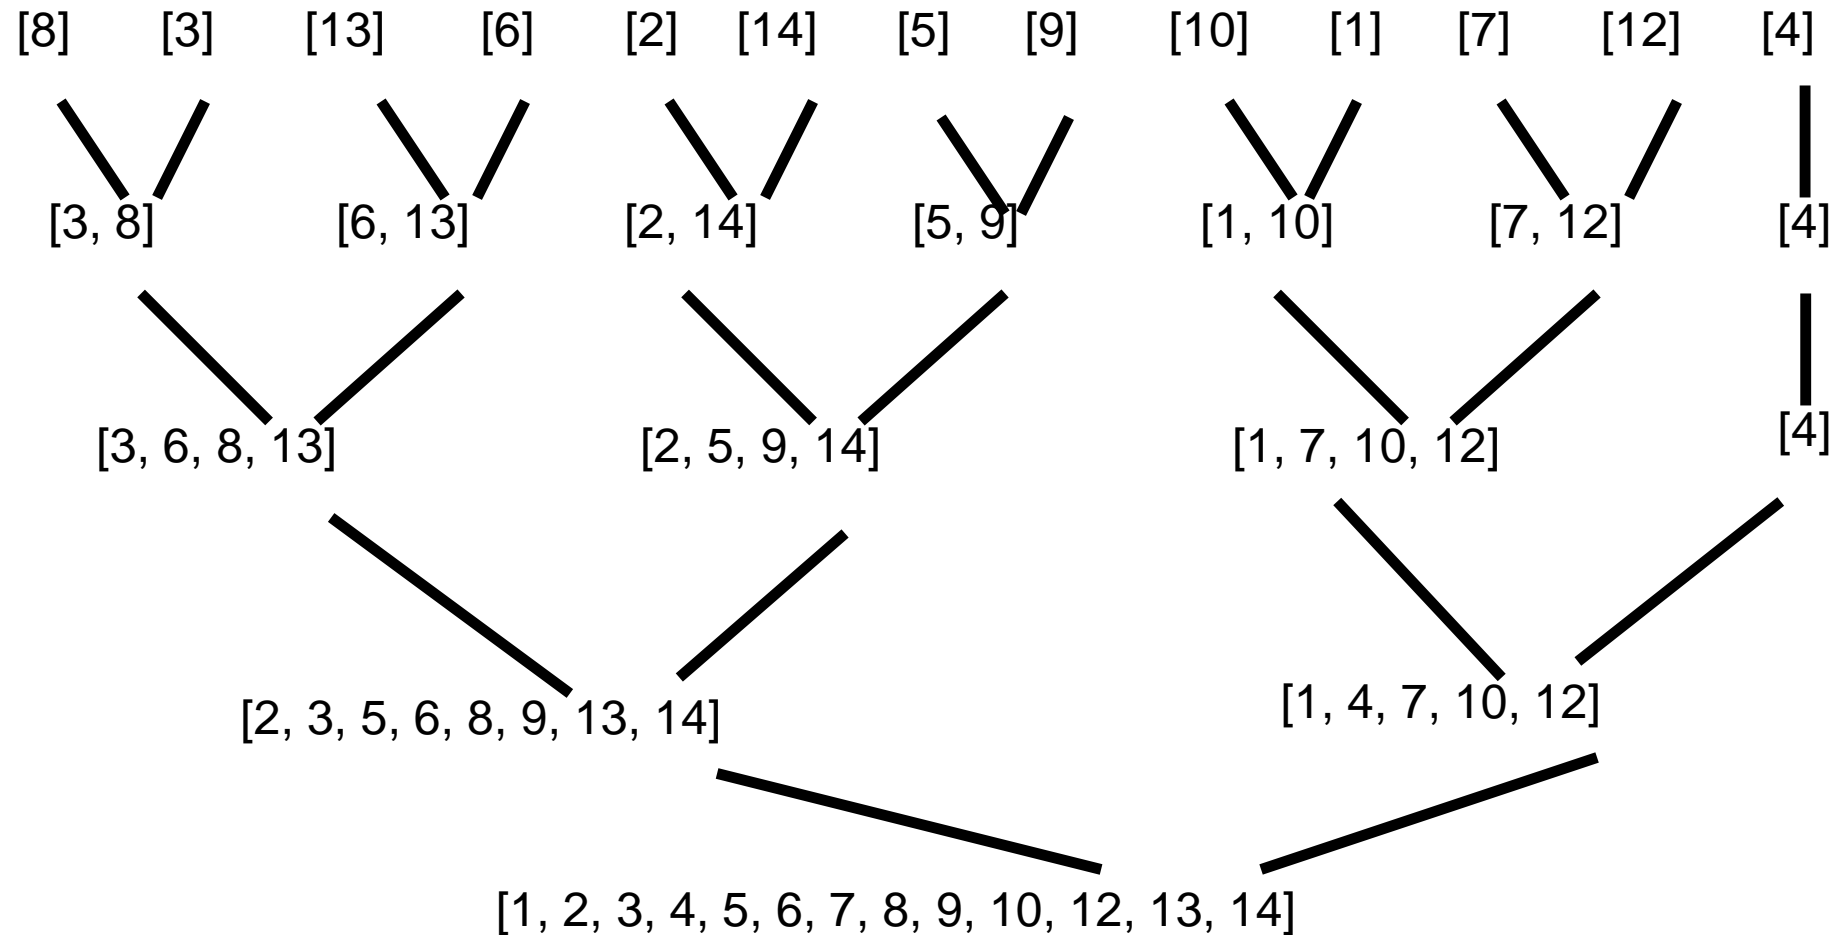 [8] [3] [13] [6] [2] [14] [5] [9] [10] [1] [7] [12] [4]
[3, 8] [6, 13] [2, 14] [5, 9] [1, 10] [7, 12] [4]
[3, 6, 8, 13] [2, 5, 9, 14] [1, 7, 10, 12] [4]
[2, 3, 5, 6, 8, 9, 13, 14] [1, 4, 7, 10, 12]
[1, 2, 3, 4, 5, 6, 7, 8, 9, 10, 12, 13, 14]